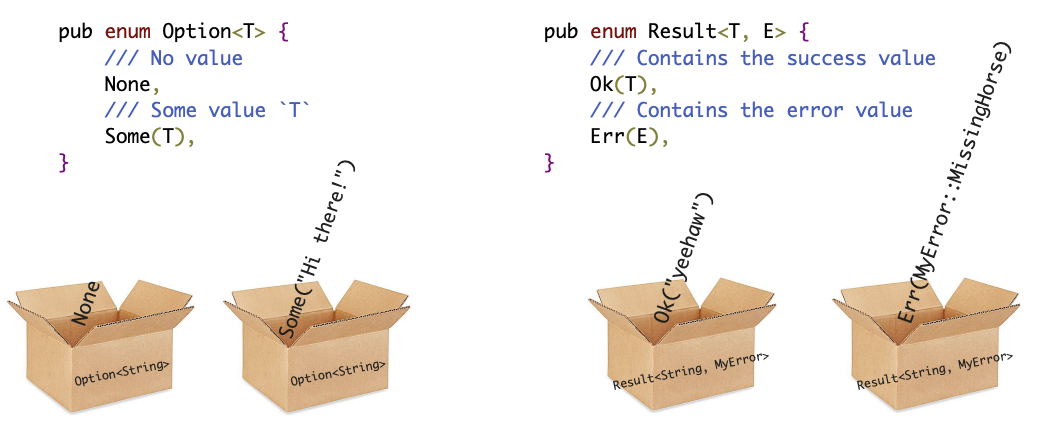 pub enum Option<T> {
    /// No value
    None,
    /// Some value `T`
    Some(T),
}
pub enum Result<T, E> {
    /// Contains the success value
    Ok(T),
    /// Contains the error value
    Err(E),
}
None
Option<String>
Some("Hi there!")
Option<String>
Ok("yeehaw")
Result<String, MyError>
Err(MyError::MissingHorse)
Result<String, MyError>